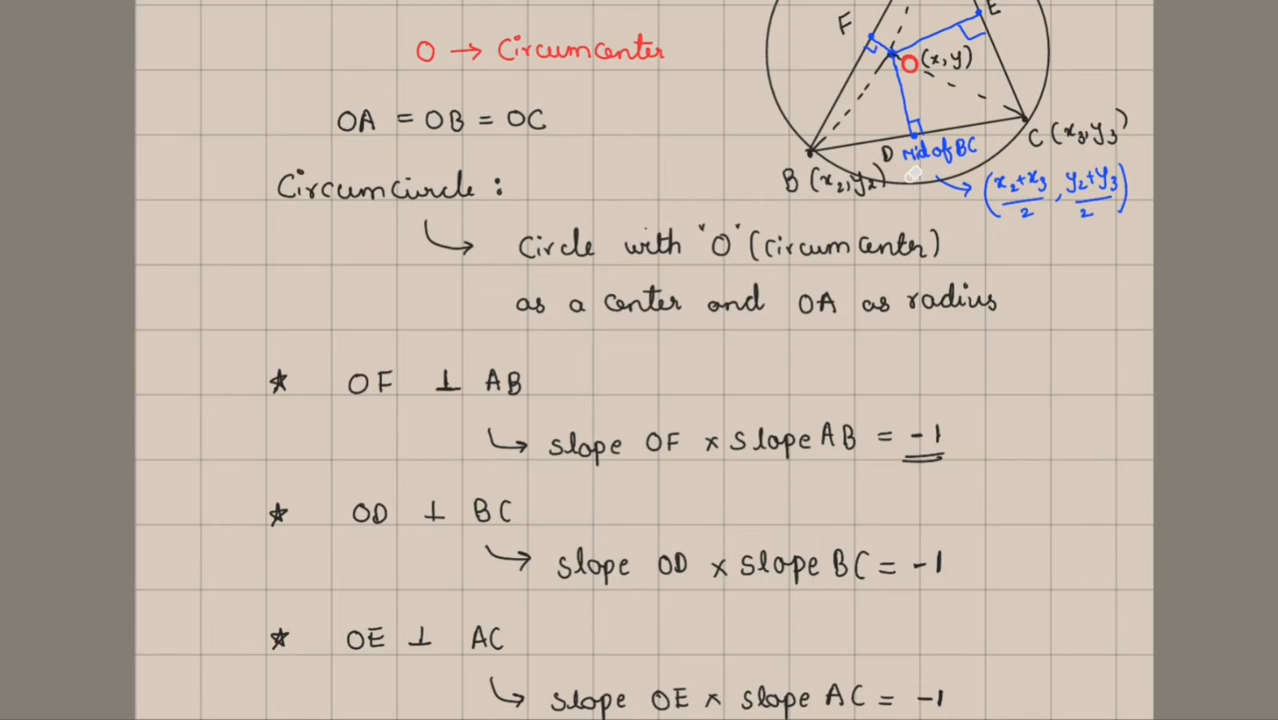 F
E
O → Circumcenter
O (x, y)
OA = OB = OC
C (x₃, y₃)
D Mid of BC
B (x₂, y₂)
→ ((x₂+x₃)/2 , (y₂+y₃)/2)
Circumcircle :
↳ Circle with "O" (circumcenter)
as a center and OA as radius
★ OF ⊥ AB
↳ slope OF × slope AB = -1
★ OD ⊥ BC
↳ slope OD × slope BC = -1
★ OE ⊥ AC
↳ slope OE × slope AC = -1